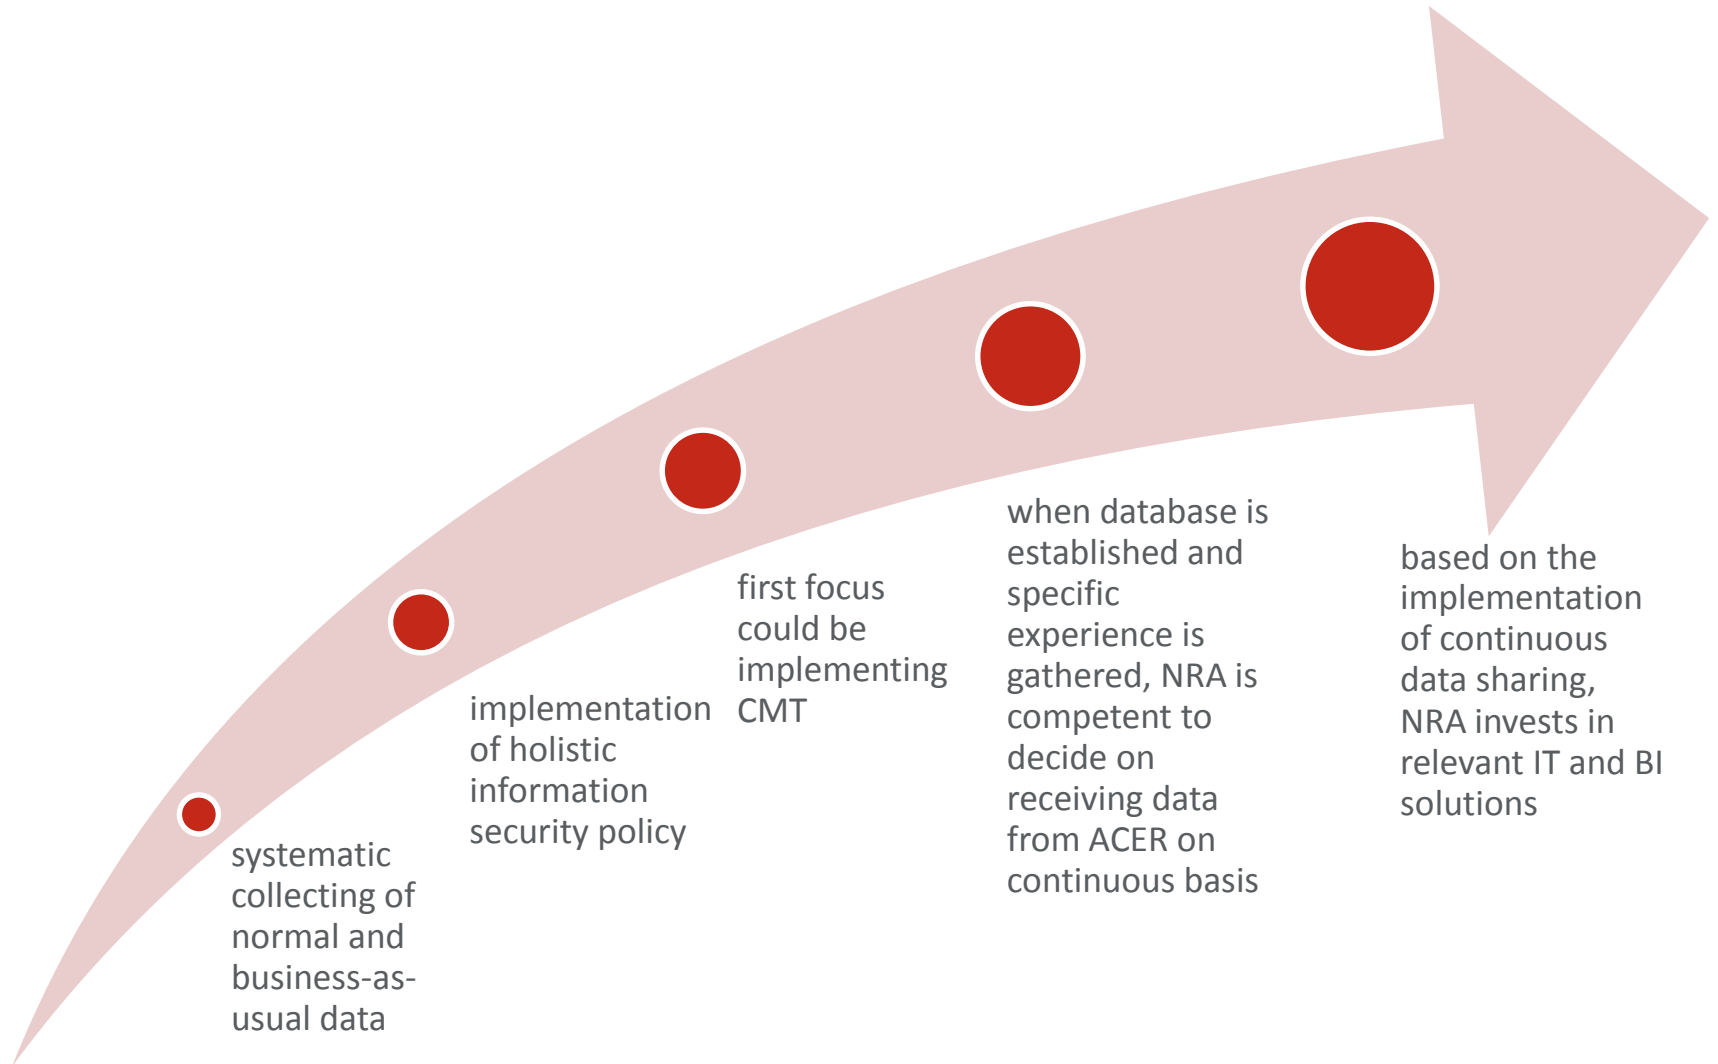 systematic
collecting of
normal and
business-as-
usual data
implementation
of holistic
information
security policy
first focus
could be
implementing
CMT
when database is
established and
specific
experience is
gathered, NRA is
competent to
decide on
receiving data
from ACER on
continuous basis
based on the
implementation
of continuous
data sharing,
NRA invests in
relevant IT and BI
solutions